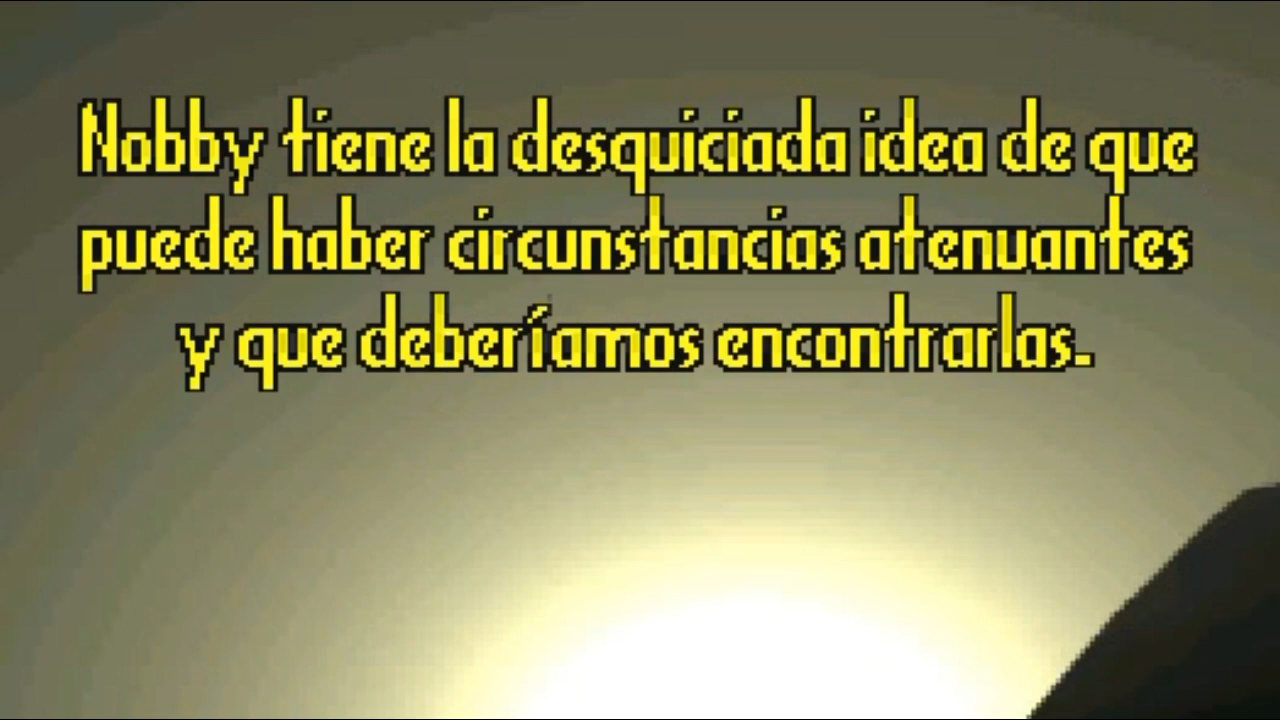 Nobby tiene la desquiciada idea de que
puede haber circunstancias atenuantes
y que deberíamos encontrarlas.